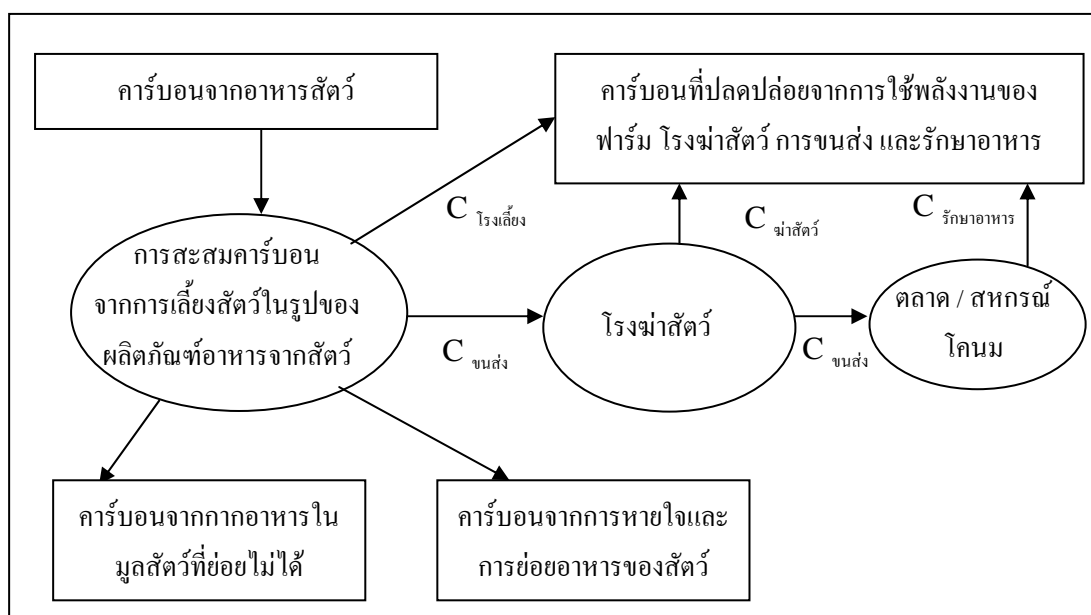 คาร์บอนจากอาหารสัตว์
คาร์บอนที่ปลดปล่อยจากการใช้พลังงานของ
ฟาร์ม โรงฆ่าสัตว์ การขนส่ง และรักษาอาหาร
C โรงเลี้ยง
C ฆ่าสัตว์
C รักษาอาหาร
การสะสมคาร์บอน
จากการเลี้ยงสัตว์ในรูปของ
ผลิตภัณฑ์อาหารจากสัตว์
C ขนส่ง
โรงฆ่าสัตว์
C ขนส่ง
ตลาด / สหกรณ์
โคนม
คาร์บอนจากกากอาหารใน
มูลสัตว์ที่ย่อยไม่ได้
คาร์บอนจากการหายใจและ
การย่อยอาหารของสัตว์